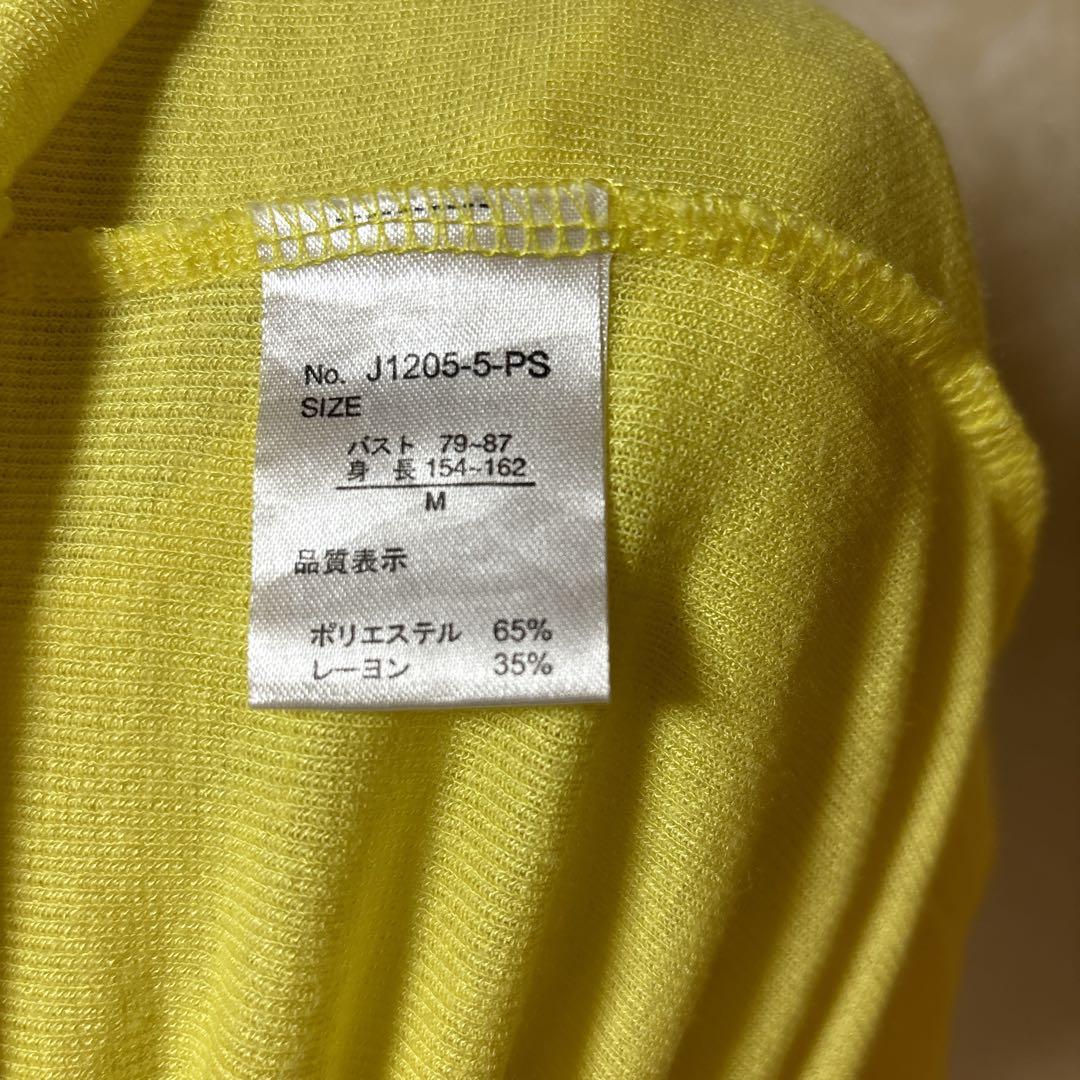 No. J1205-5-PS
SIZE
バスト 79~87
身 長 154~162
M
品質表示
ポリエステル 65%
レーヨン 35%